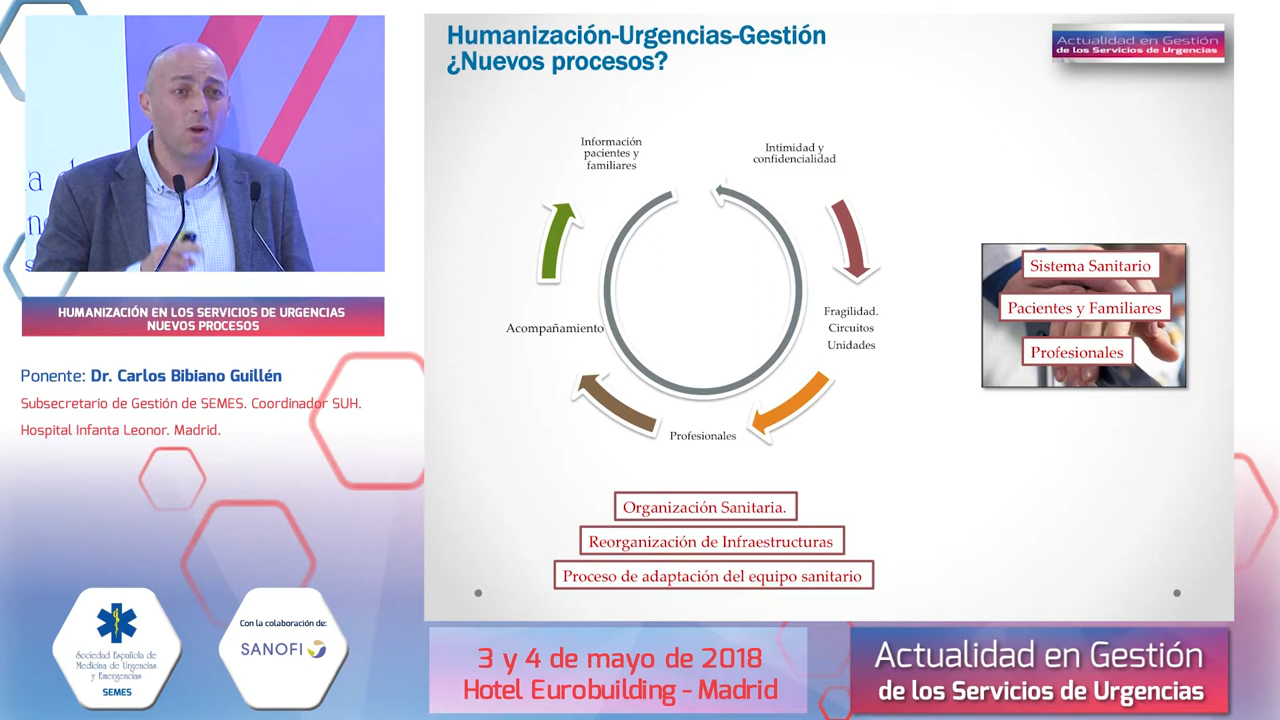 Humanización-Urgencias-Gestión
¿Nuevos procesos?
Actualidad en Gestión
de los Servicios de Urgencias
Información
pacientes y
familiares
Intimidad y
confidencialidad
Fragilidad.
Circuitos
Unidades
Profesionales
Acompañamiento
Sistema Sanitario
Pacientes y Familiares
Profesionales
Organización Sanitaria.
Reorganización de Infraestructuras
Proceso de adaptación del equipo sanitario
HUMANIZACIÓN EN LOS SERVICIOS DE URGENCIAS
NUEVOS PROCESOS
Ponente: Dr. Carlos Bibiano Guillén
Subsecretario de Gestión de SEMES. Coordinador SUH.
Hospital Infanta Leonor. Madrid.
Sociedad Española de
Medicina de Urgencias
y Emergencias
SEMES
Con la colaboración de:
SANOFI
3 y 4 de mayo de 2018
Hotel Eurobuilding - Madrid
Actualidad en Gestión
de los Servicios de Urgencias